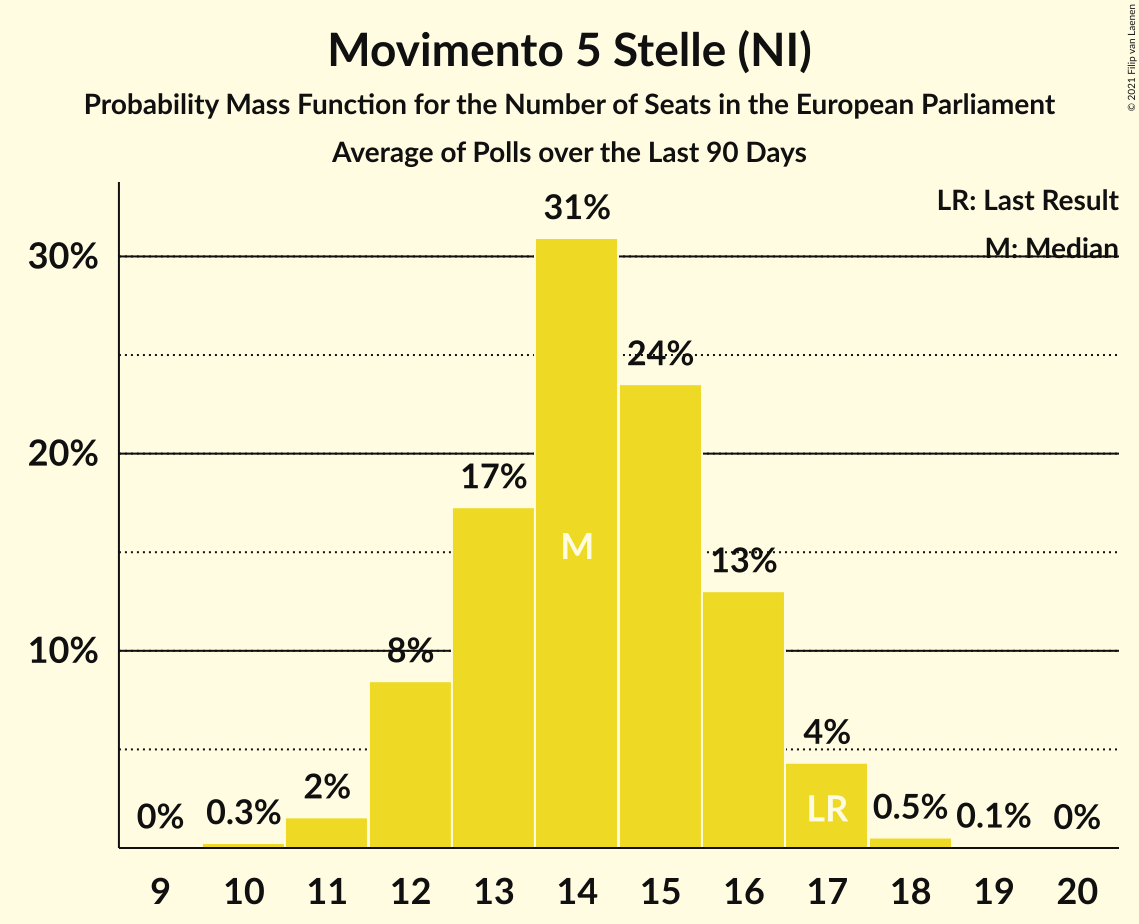 Movimento 5 Stelle (NI)
Probability Mass Function for the Number of Seats in the European Parliament
Average of Polls over the Last 90 Days
© 2021 Filip van Laenen
LR: Last Result
M: Median
30%
20%
10%
0%
0.3%
2%
8%
17%
31%
24%
13%
4%
0.5%
0.1%
0%
M
LR
9 10 11 12 13 14 15 16 17 18 19 20